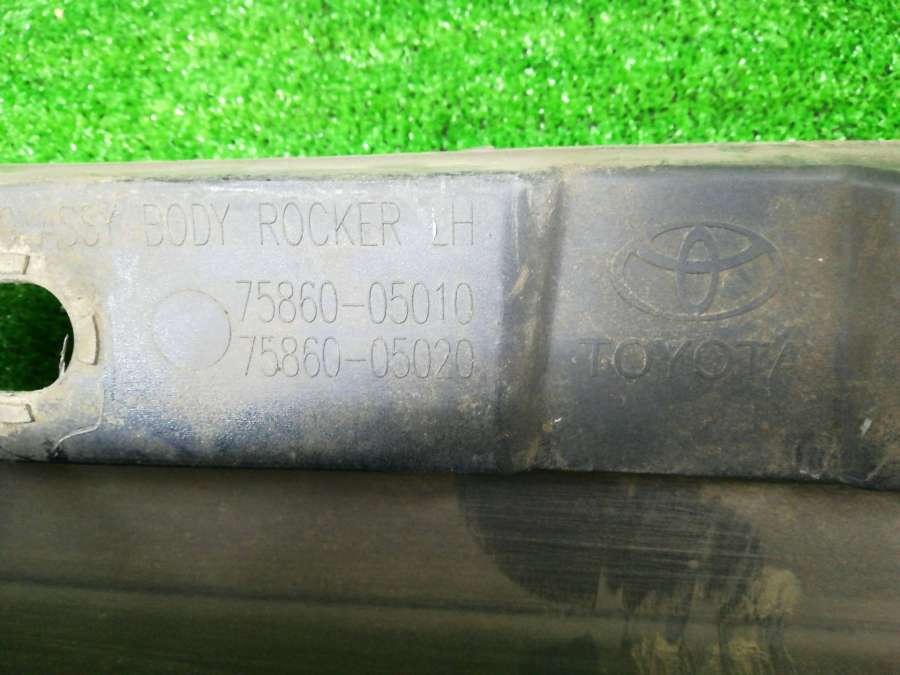 ASSY BODY ROCKER LH
75860-05010
75860-05020
TOYOTA